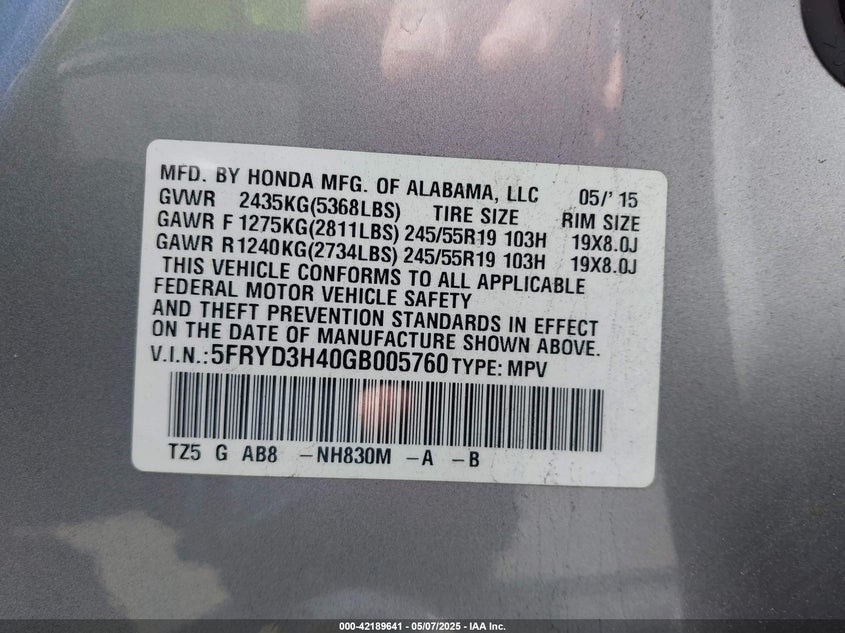 MFD. BY HONDA MFG. OF ALABAMA, LLC 05/' 15
GVWR 2435KG(5368LBS) TIRE SIZE RIM SIZE
GAWR F 1275KG(2811LBS) 245/55R19 103H 19X8.0J
GAWR R1240KG(2734LBS) 245/55R19 103H 19X8.0J
THIS VEHICLE CONFORMS TO ALL APPLICABLE
FEDERAL MOTOR VEHICLE SAFETY
AND THEFT PREVENTION STANDARDS IN EFFECT
ON THE DATE OF MANUFACTURE SHOWN ABOVE.
V.I.N.:5FRYD3H40GB005760 TYPE: MPV
TZ5 G AB8 -NH830M -A -B
000-42189641 - 05/07/2025 - IAA Inc.